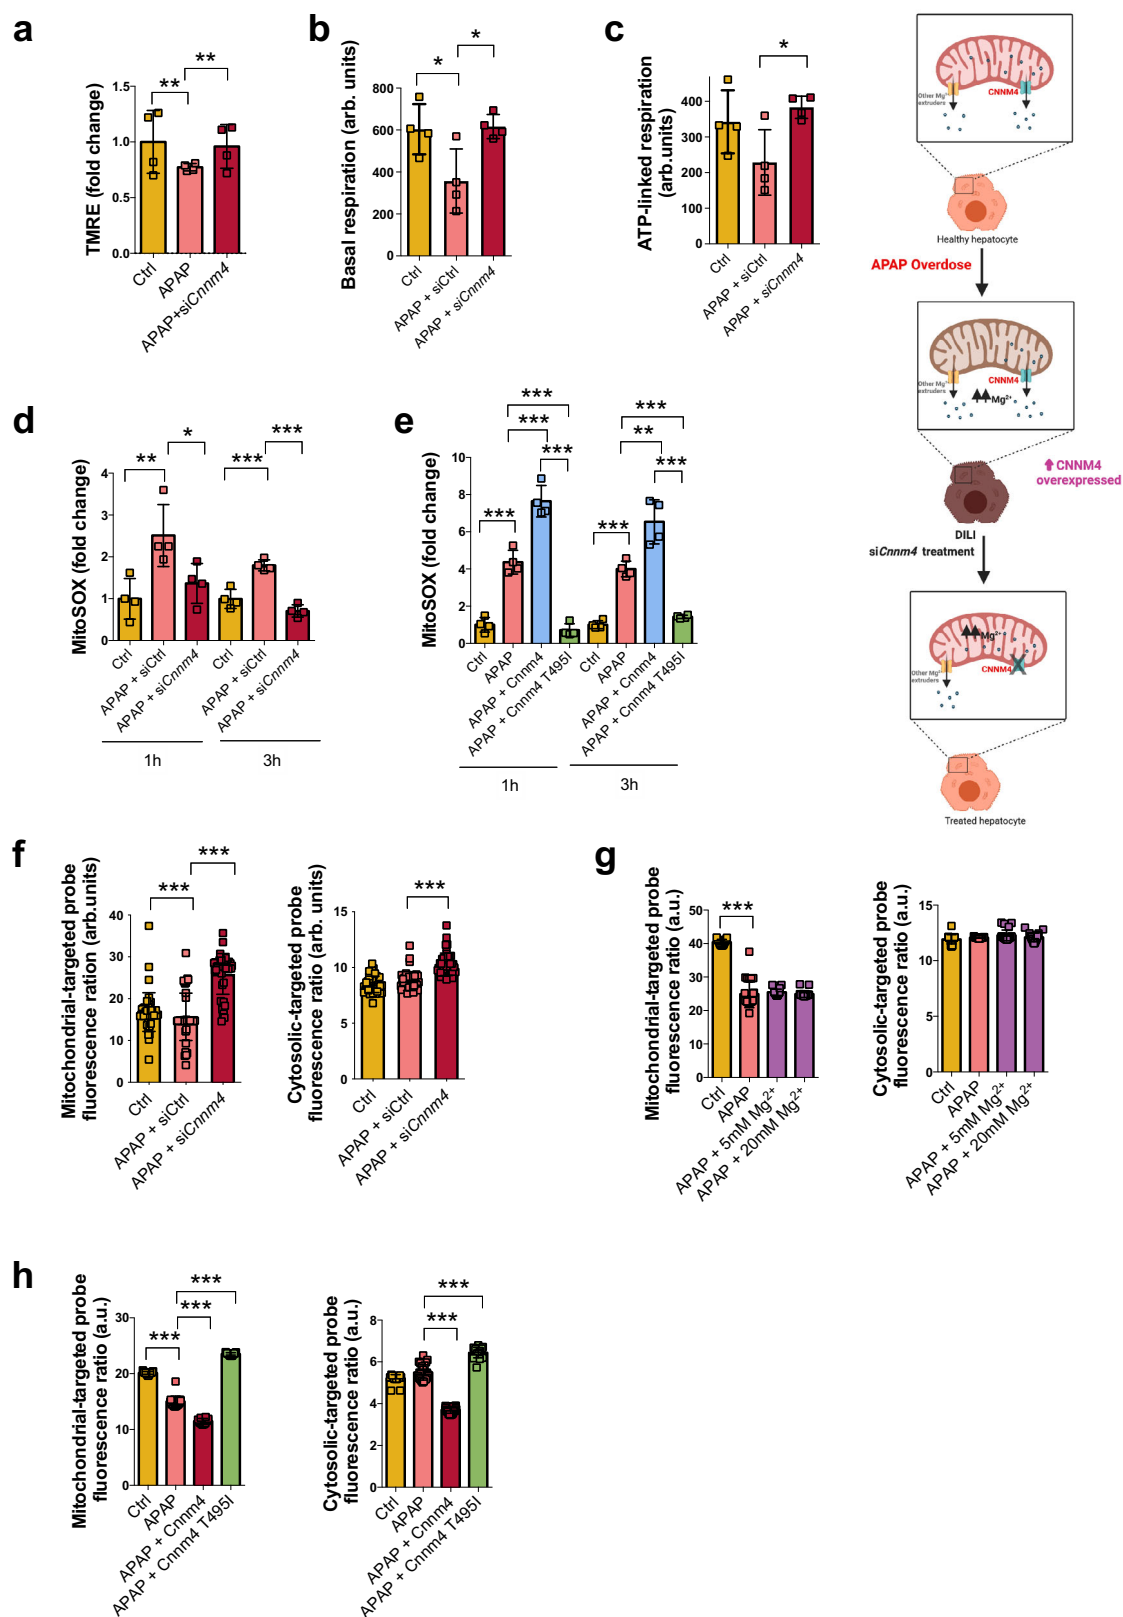 a
TMRE (fold change)
1.5
1.0
0.5
0.0
**
**
Ctrl
APAP
APAP+siCnnm4
b
Basal respiration (arb. units)
800
600
400
200
0
*
*
Ctrl
APAP + siCtrl
APAP + siCnnm4
c
ATP-linked respiration
(arb.units)
400
300
200
100
0
*
Ctrl
APAP + siCtrl
APAP + siCnnm4
Other Mg²⁺
extruders
CNNM4
Healthy hepatocyte
APAP Overdose
Other Mg²⁺
extruders
CNNM4
Mg²⁺
CNNM4
overexpressed
DILI
siCnnm4 treatment
Mg²⁺
CNNM4
Other Mg²⁺
extruders
Treated hepatocyte
d
MitoSOX (fold change)
4
3
2
1
0
**
*
***
***
Ctrl
APAP + siCtrl
APAP + siCnnm4
Ctrl
APAP + siCtrl
APAP + siCnnm4
1h
3h
e
MitoSOX (fold change)
10
8
6
4
2
0
***
***
***
***
***
**
***
***
Ctrl
APAP
APAP + Cnnm4
APAP + Cnnm4 T495I
Ctrl
APAP
APAP + Cnnm4
APAP + Cnnm4 T495I
1h
3h
f
Mitochondrial-targeted probe
fluorescence ration (arb.units)
40
30
20
10
0
***
***
Ctrl
APAP + siCtrl
APAP + siCnnm4
Cytosolic-targeted probe
fluorescence ratio (arb. units)
15
10
5
0
***
Ctrl
APAP + siCtrl
APAP + siCnnm4
g
Mitochondrial-targeted probe
fluorescence ratio (a.u.)
50
40
30
20
10
0
***
Ctrl
APAP
APAP + 5mM Mg²⁺
APAP + 20mM Mg²⁺
Cytosolic-targeted probe
fluorescence ratio (a.u.)
15
10
5
0
Ctrl
APAP
APAP + 5mM Mg²⁺
APAP + 20mM Mg²⁺
h
Mitochondrial-targeted probe
fluorescence ratio (a.u.)
30
20
10
0
***
***
***
Ctrl
APAP
APAP + Cnnm4
APAP + Cnnm4 T495I
Cytosolic-targeted probe
fluorescence ratio (a.u.)
8
6
4
2
0
***
***
Ctrl
APAP
APAP + Cnnm4
APAP + Cnnm4 T495I